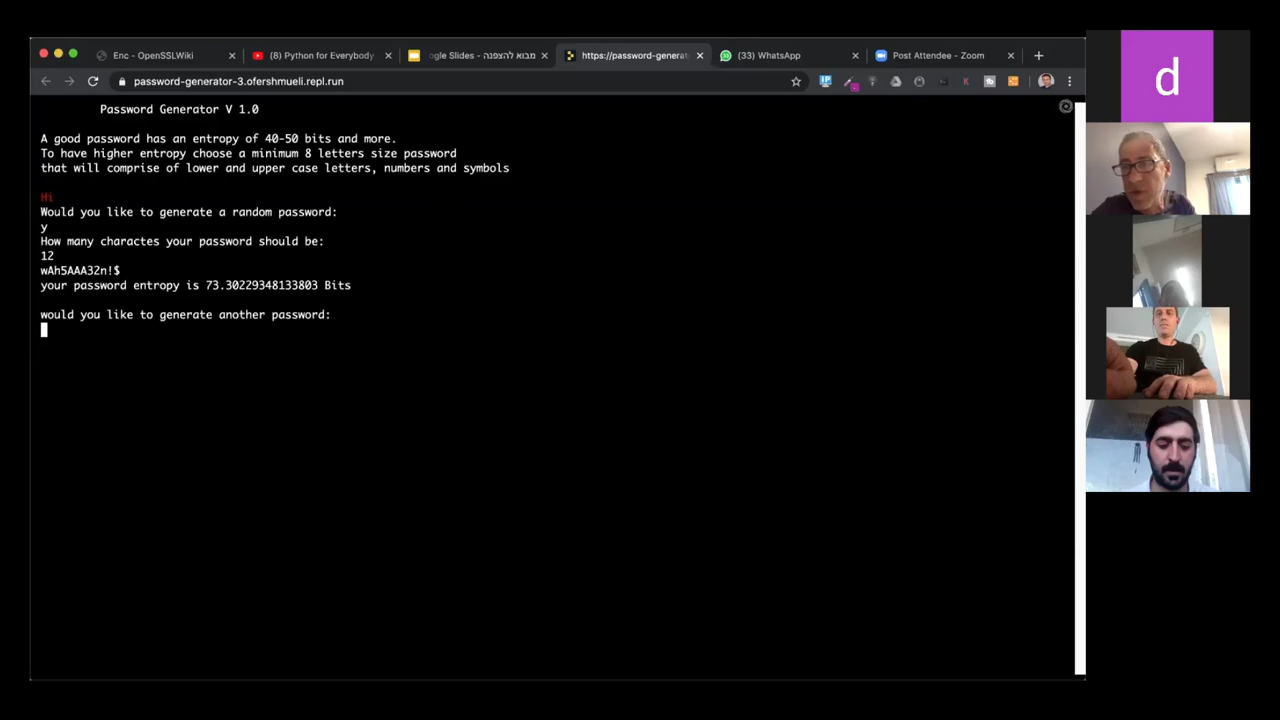 Enc - OpenSSLWiki
(8) Python for Everybody
ogle Slides - מבוא להצפנה
https://password-generat
(33) WhatsApp
Post Attendee - Zoom
password-generator-3.ofershmueli.repl.run
Password Generator V 1.0
A good password has an entropy of 40-50 bits and more.
To have higher entropy choose a minimum 8 letters size password
that will comprise of lower and upper case letters, numbers and symbols
Hi
Would you like to generate a random password:
y
How many charactes your password should be:
12
wAh5AAA32n!$
your password entropy is 73.30229348133803 Bits
would you like to generate another password:
d